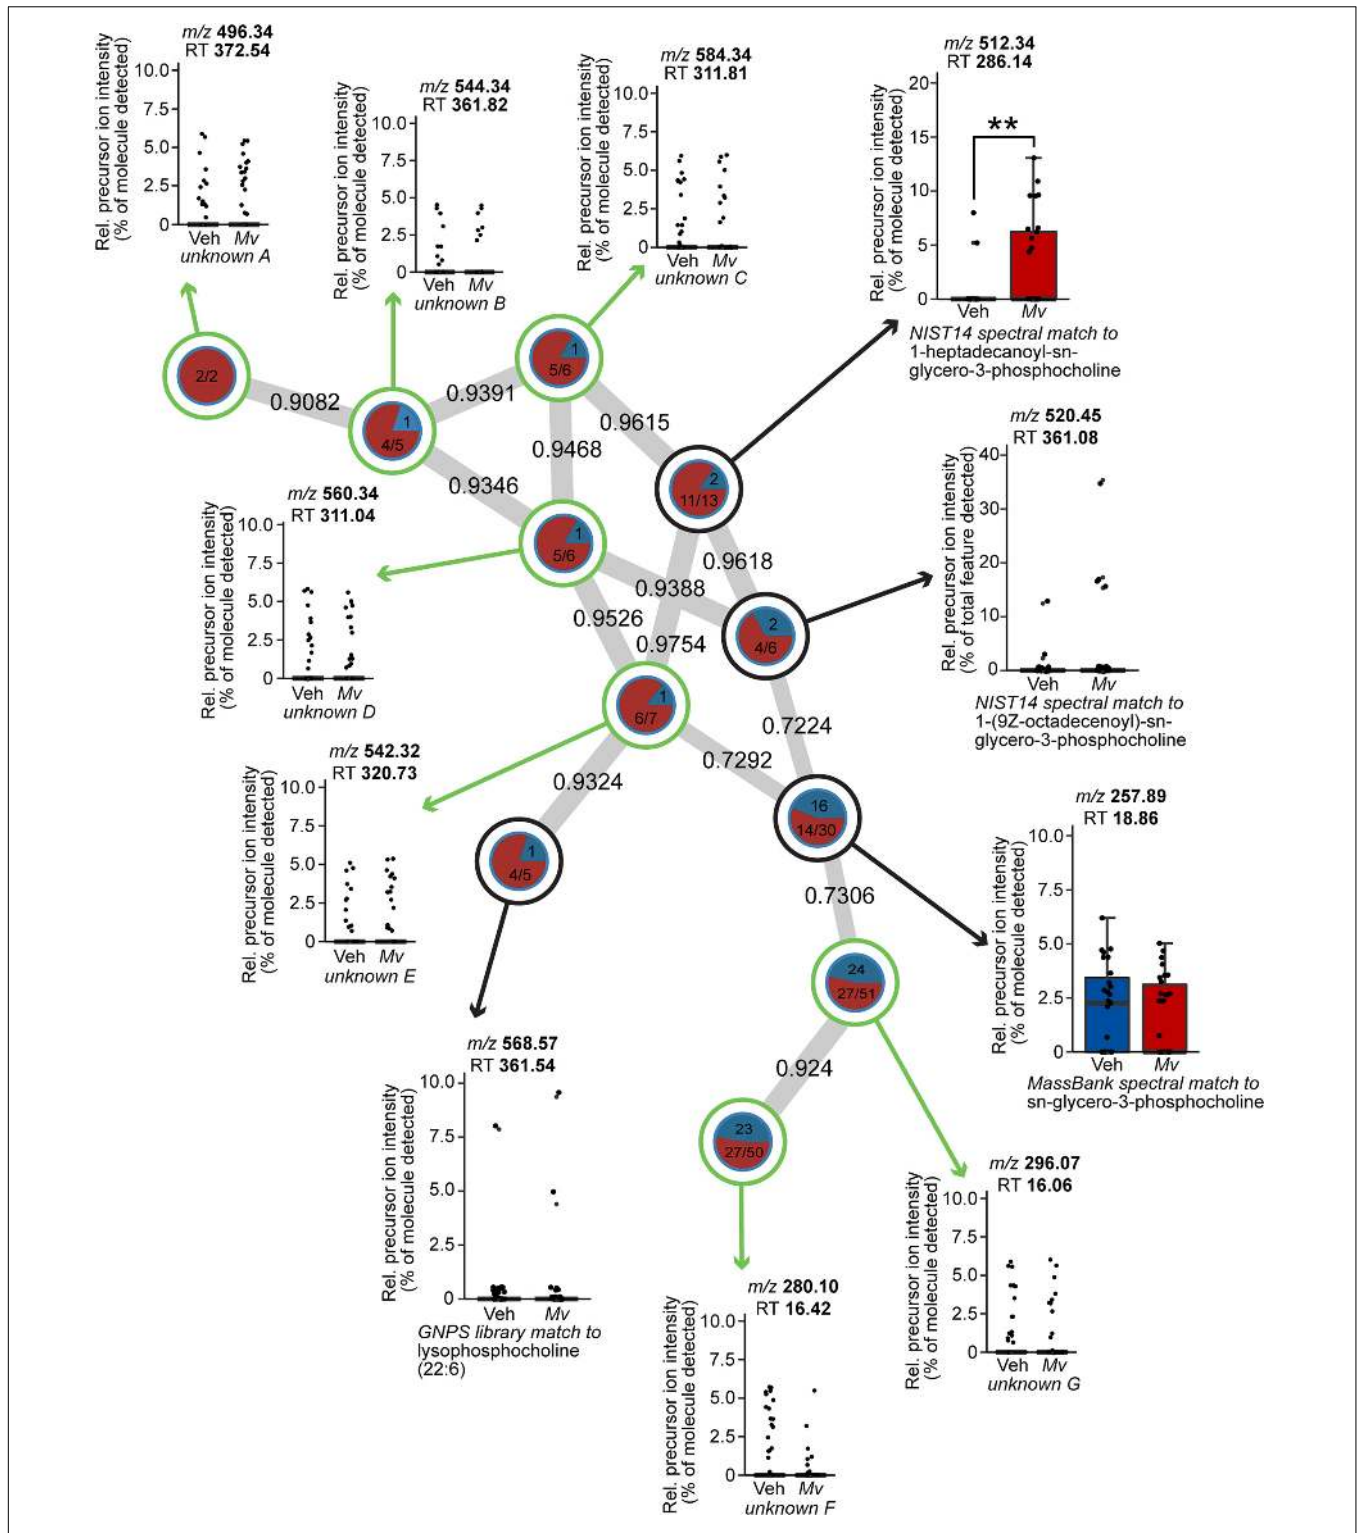 m/z 496.34
RT 372.54
Rel. precursor ion intensity
(% of molecule detected)
10.0
7.5
5.0
2.5
0
Veh Mv
unknown A
m/z 544.34
RT 361.82
Rel. precursor ion intensity
(% of molecule detected)
10.0
7.5
5.0
2.5
0
Veh Mv
unknown B
m/z 584.34
RT 311.81
Rel. precursor ion intensity
(% of molecule detected)
10.0
7.5
5.0
2.5
0
Veh Mv
unknown C
m/z 512.34
RT 286.14
Rel. precursor ion intensity
(% of molecule detected)
20
15
10
5
0
**
Veh Mv
NIST14 spectral match to
1-heptadecanoyl-sn-
glycero-3-phosphocholine
2/2
0.9082
1
4/5
0.9391
1
5/6
0.9615
0.9468
0.9346
2
11/13
m/z 520.45
RT 361.08
Rel. precursor ion intensity
(% of total feature detected)
40
30
20
10
0
Veh Mv
NIST14 spectral match to
1-(9Z-octadecenoyl)-sn-
glycero-3-phosphocholine
m/z 560.34
RT 311.04
Rel. precursor ion intensity
(% of molecule detected)
10.0
7.5
5.0
2.5
0
Veh Mv
unknown D
1
5/6
0.9618
0.9388
0.9526
0.9754
2
4/6
1
6/7
0.7224
0.7292
0.9324
m/z 542.32
RT 320.73
Rel. precursor ion intensity
(% of molecule detected)
10.0
7.5
5.0
2.5
0
Veh Mv
unknown E
16
14/30
1
4/5
0.7306
m/z 257.89
RT 18.86
Rel. precursor ion intensity
(% of molecule detected)
10.0
7.5
5.0
2.5
0
Veh Mv
MassBank spectral match to
sn-glycero-3-phosphocholine
24
27/51
0.924
23
27/50
m/z 568.57
RT 361.54
Rel. precursor ion intensity
(% of molecule detected)
10.0
7.5
5.0
2.5
0
Veh Mv
GNPS library match to
lysophosphocholine
(22:6)
m/z 296.07
RT 16.06
Rel. precursor ion intensity
(% of molecule detected)
10.0
7.5
5.0
2.5
0
Veh Mv
unknown G
m/z 280.10
RT 16.42
Rel. precursor ion intensity
(% of molecule detected)
10.0
7.5
5.0
2.5
0
Veh Mv
unknown F